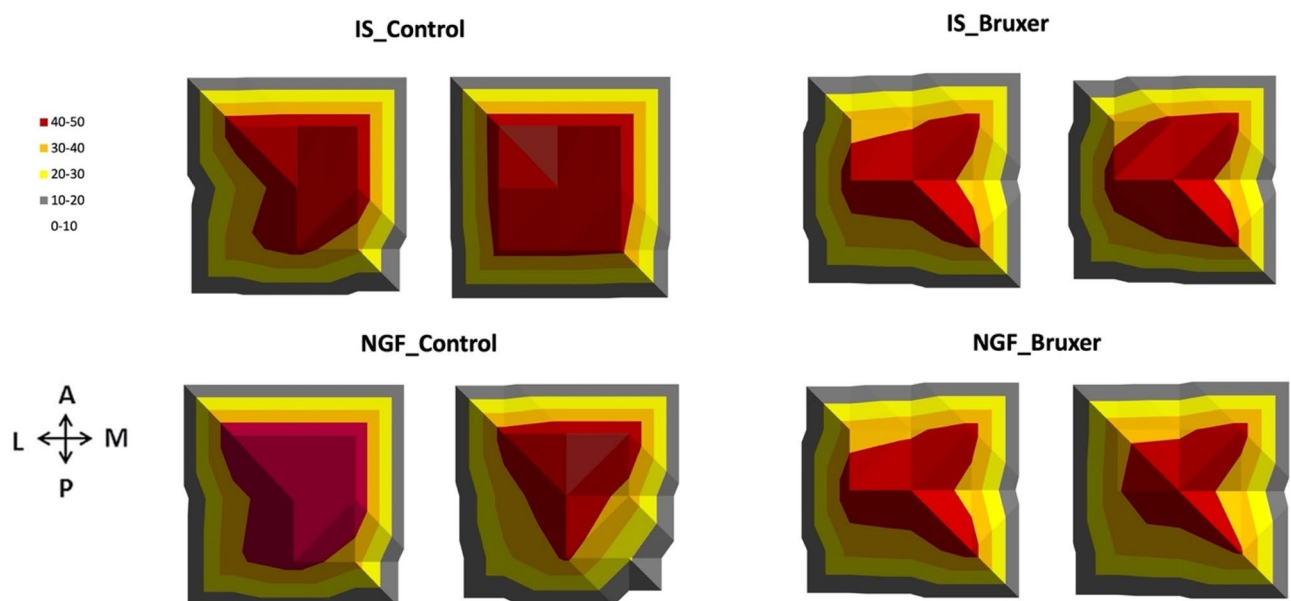 IS_Control
IS_Bruxer
40-50
30-40
20-30
10-20
0-10
NGF_Control
NGF_Bruxer
A
L M
P